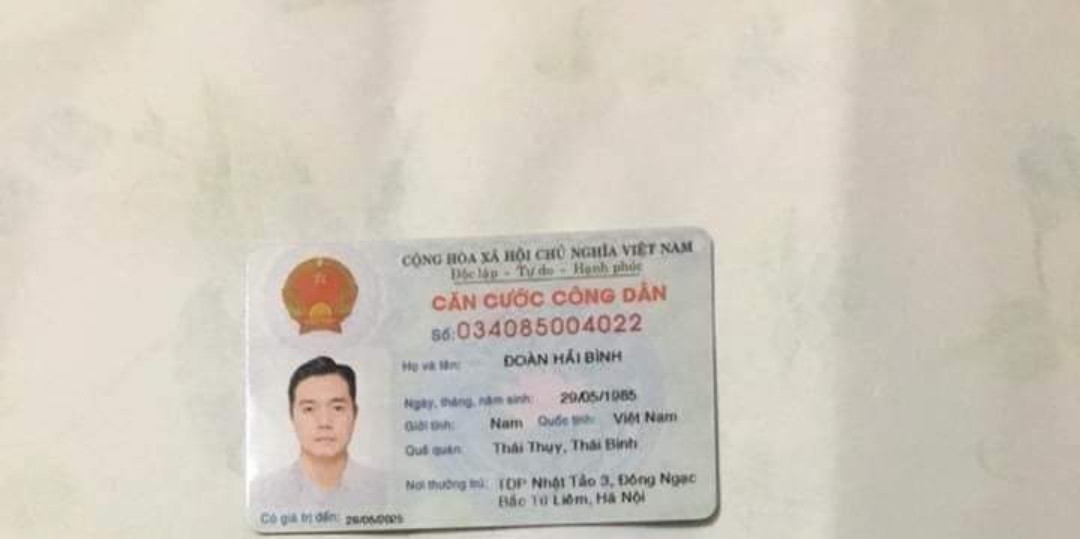 CỘNG HÒA XÃ HỘI CHỦ NGHĨA VIỆT NAM
Độc lập - Tự do - Hạnh phúc
CĂN CƯỚC CÔNG DÂN
Số: 034085004022
Họ và tên: ĐOÀN HẢI BÌNH
Ngày, tháng, năm sinh: 29/05/1985
Giới tính: Nam Quốc tịch: Việt Nam
Quê quán: Thái Thụy, Thái Bình
Nơi thường trú: TDP Nhật Tảo 3, Đông Ngạc
Bắc Từ Liêm, Hà Nội
Có giá trị đến: 29/05/2025